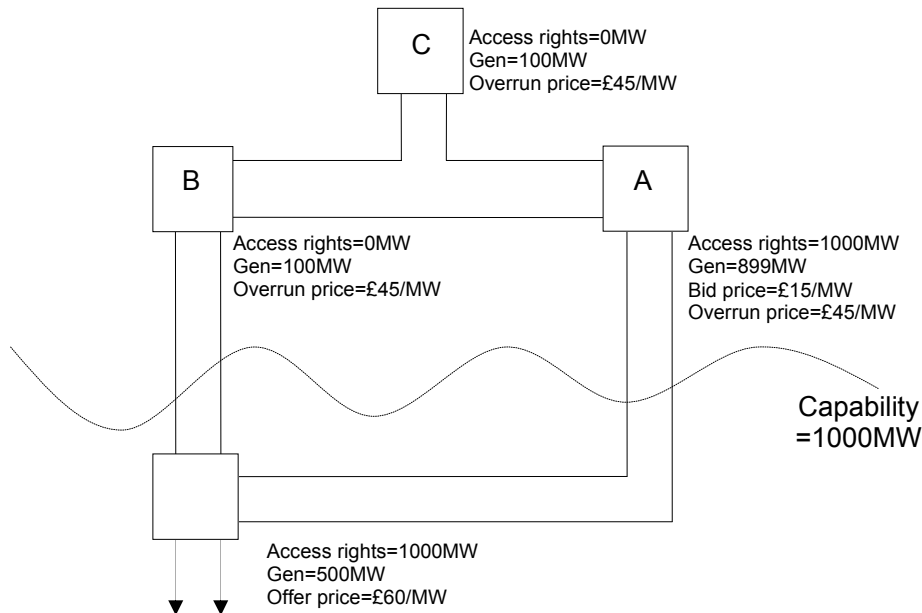 C
Access rights=0MW
Gen=100MW
Overrun price=£45/MW
B
A
Access rights=0MW
Gen=100MW
Overrun price=£45/MW
Access rights=1000MW
Gen=899MW
Bid price=£15/MW
Overrun price=£45/MW
Capability
=1000MW
Access rights=1000MW
Gen=500MW
Offer price=£60/MW